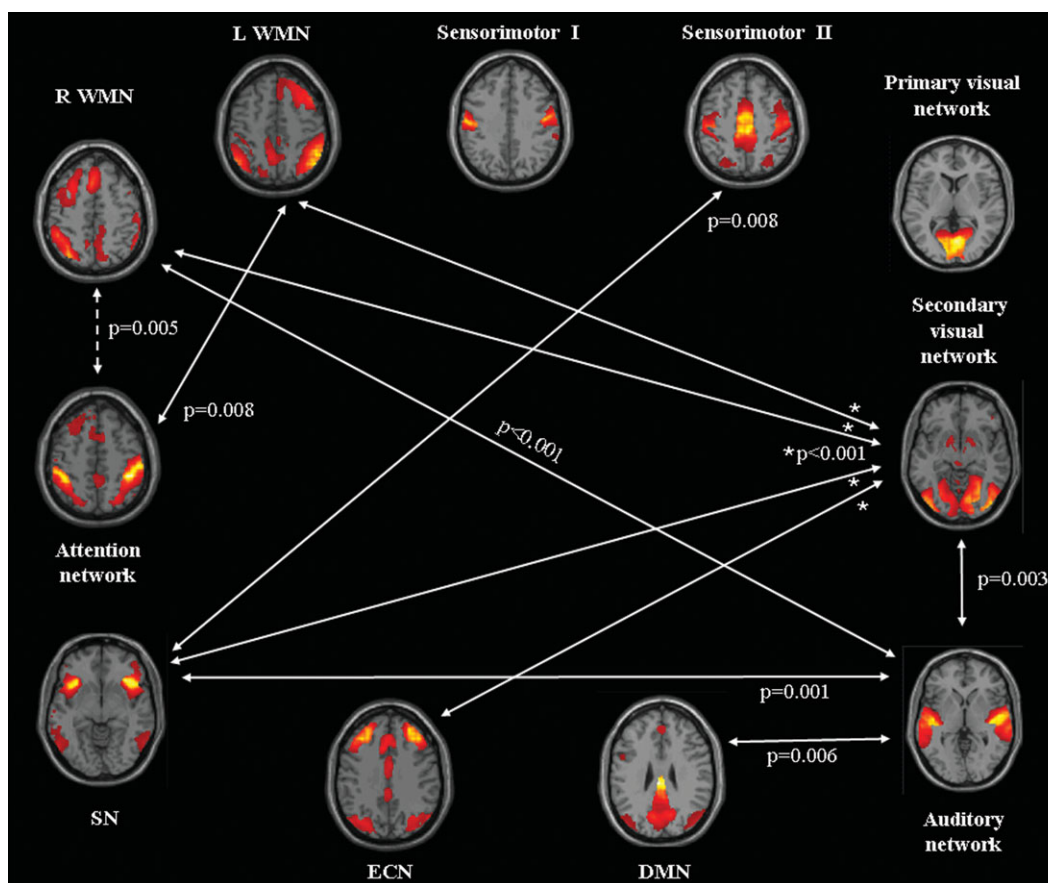 L WMN
Sensorimotor I
Sensorimotor II
R WMN
Primary visual
network
p=0.008
Secondary
visual
network
p=0.005
p=0.008
p<0.001
*
*
*p<0.001
*
*
Attention
network
p=0.003
p=0.001
p=0.006
SN
ECN
DMN
Auditory
network